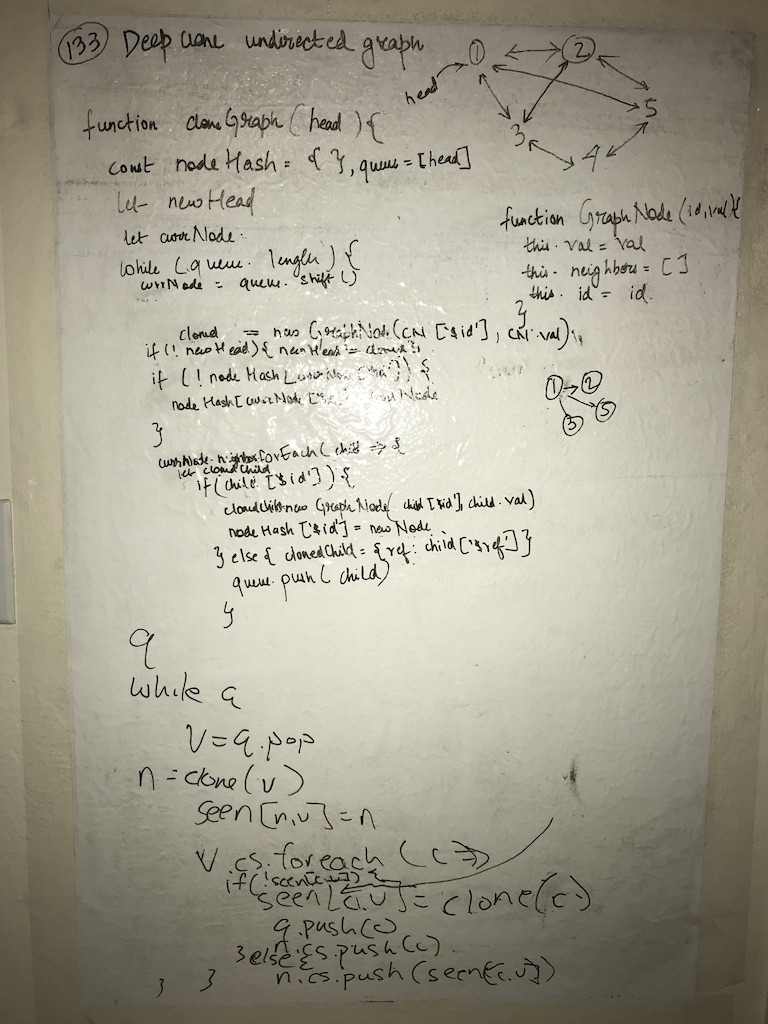 133 Deep clone undirected graph
1 2
head 5
3
4
function cloneGraph (head) {
const nodeHash = { }, queue = [head]
let newHead
let currNode.
while (queue. length) {
currNode = queue. shift ()
function GraphNode (id, val) {
this. val = val
this. neighbors = [ ]
this. id = id.
}
cloned = new GraphNode (CN ['$id'], CN.val);
if (! newHead) { newHead = cloned };
if (! nodeHash [currNode ['$id']) {
nodeHash [currNode ['$id'] =
}
1 2
3 5
currNode. neighbor. forEach ( child => {
let clonedChild
if (child ['$id']) {
clonedChild = new GraphNode ( child ['$id'], child. val)
nodeHash ['$id'] = newNode
} else { clonedChild = { ref: child ['$ref'] }
queue. push ( child)
}
q
while q
v = q.pop
n = clone (v)
seen [n.v] = n
v.cs.foreach (c =>
if (!seen[c.v]) {
seen [c.v] = clone(c)
q.push(c)
n.cs.push(c)
} else {
n.cs.push (seen[c.v])
} }